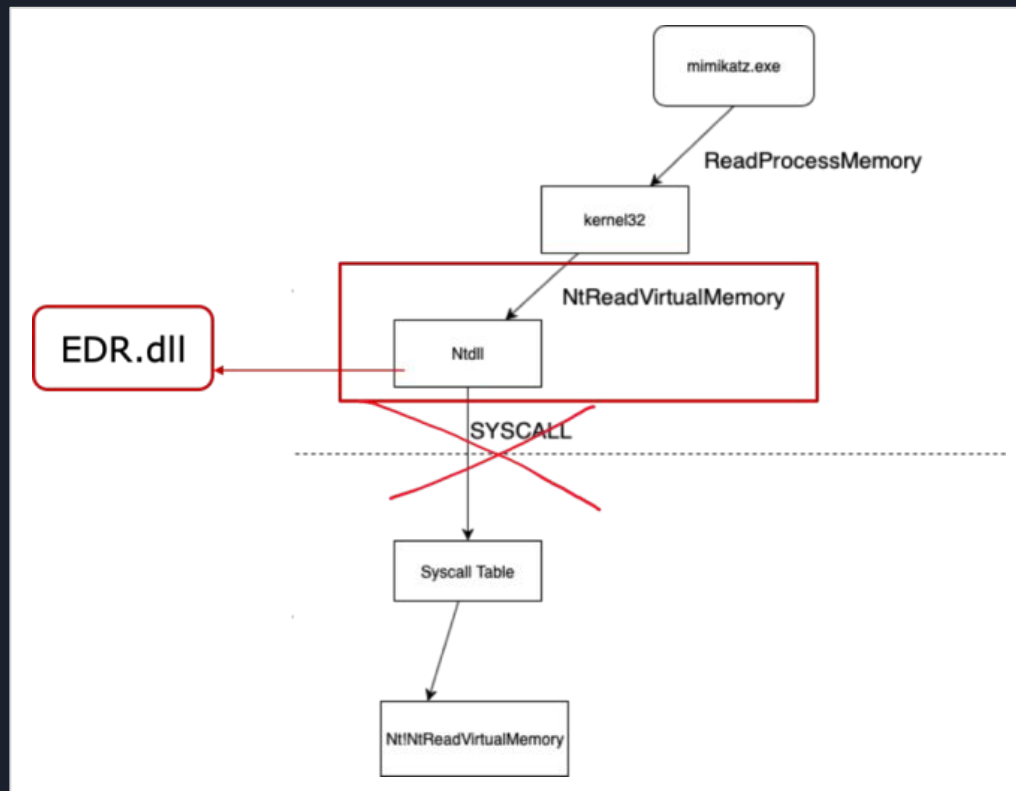 mimikatz.exe
ReadProcessMemory
kernel32
NtReadVirtualMemory
EDR.dll
Ntdll
SYSCALL
Syscall Table
Nt!NtReadVirtualMemory